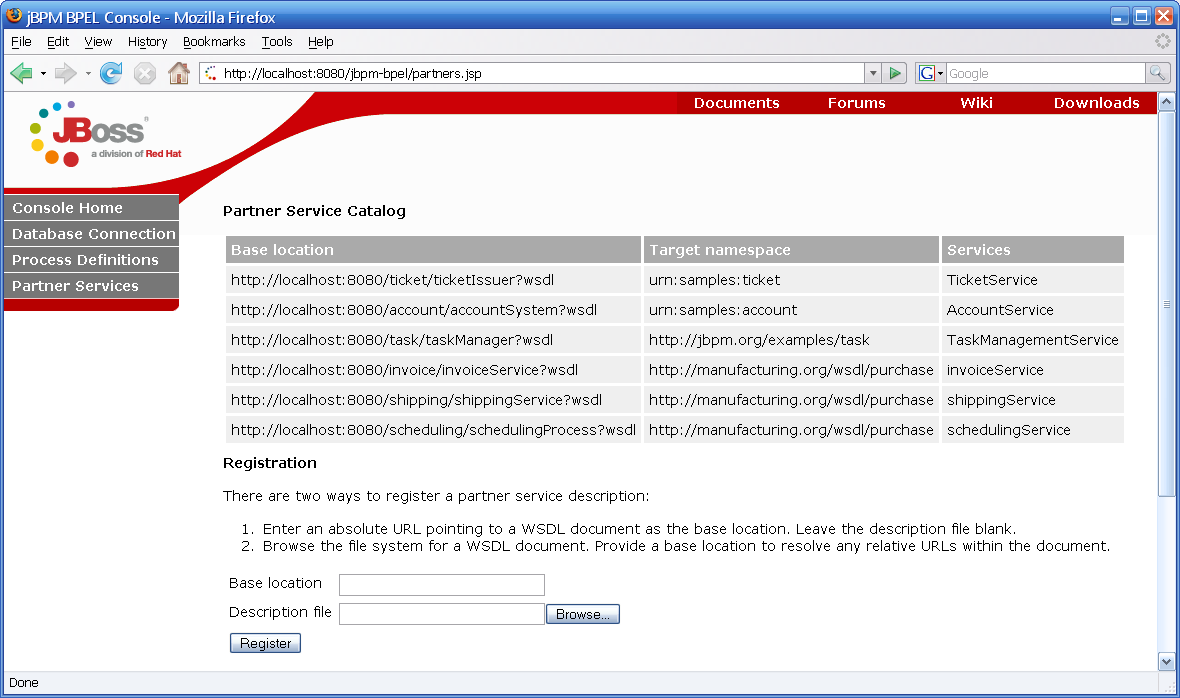 jBPM BPEL Console - Mozilla Firefox
File Edit View History Bookmarks Tools Help
http://localhost:8080/jbpm-bpel/partners.jsp G Google
Documents Forums Wiki Downloads
JBoss®
a division of Red Hat
Console Home
Database Connection
Process Definitions
Partner Services
Partner Service Catalog
Base location Target namespace Services
http://localhost:8080/ticket/ticketIssuer?wsdl urn:samples:ticket TicketService
http://localhost:8080/account/accountSystem?wsdl urn:samples:account AccountService
http://localhost:8080/task/taskManager?wsdl http://jbpm.org/examples/task TaskManagementService
http://localhost:8080/invoice/invoiceService?wsdl http://manufacturing.org/wsdl/purchase invoiceService
http://localhost:8080/shipping/shippingService?wsdl http://manufacturing.org/wsdl/purchase shippingService
http://localhost:8080/scheduling/schedulingProcess?wsdl http://manufacturing.org/wsdl/purchase schedulingService
Registration
There are two ways to register a partner service description:
1. Enter an absolute URL pointing to a WSDL document as the base location. Leave the description file blank.
2. Browse the file system for a WSDL document. Provide a base location to resolve any relative URLs within the document.
Base location
Description file Browse...
Register
Done